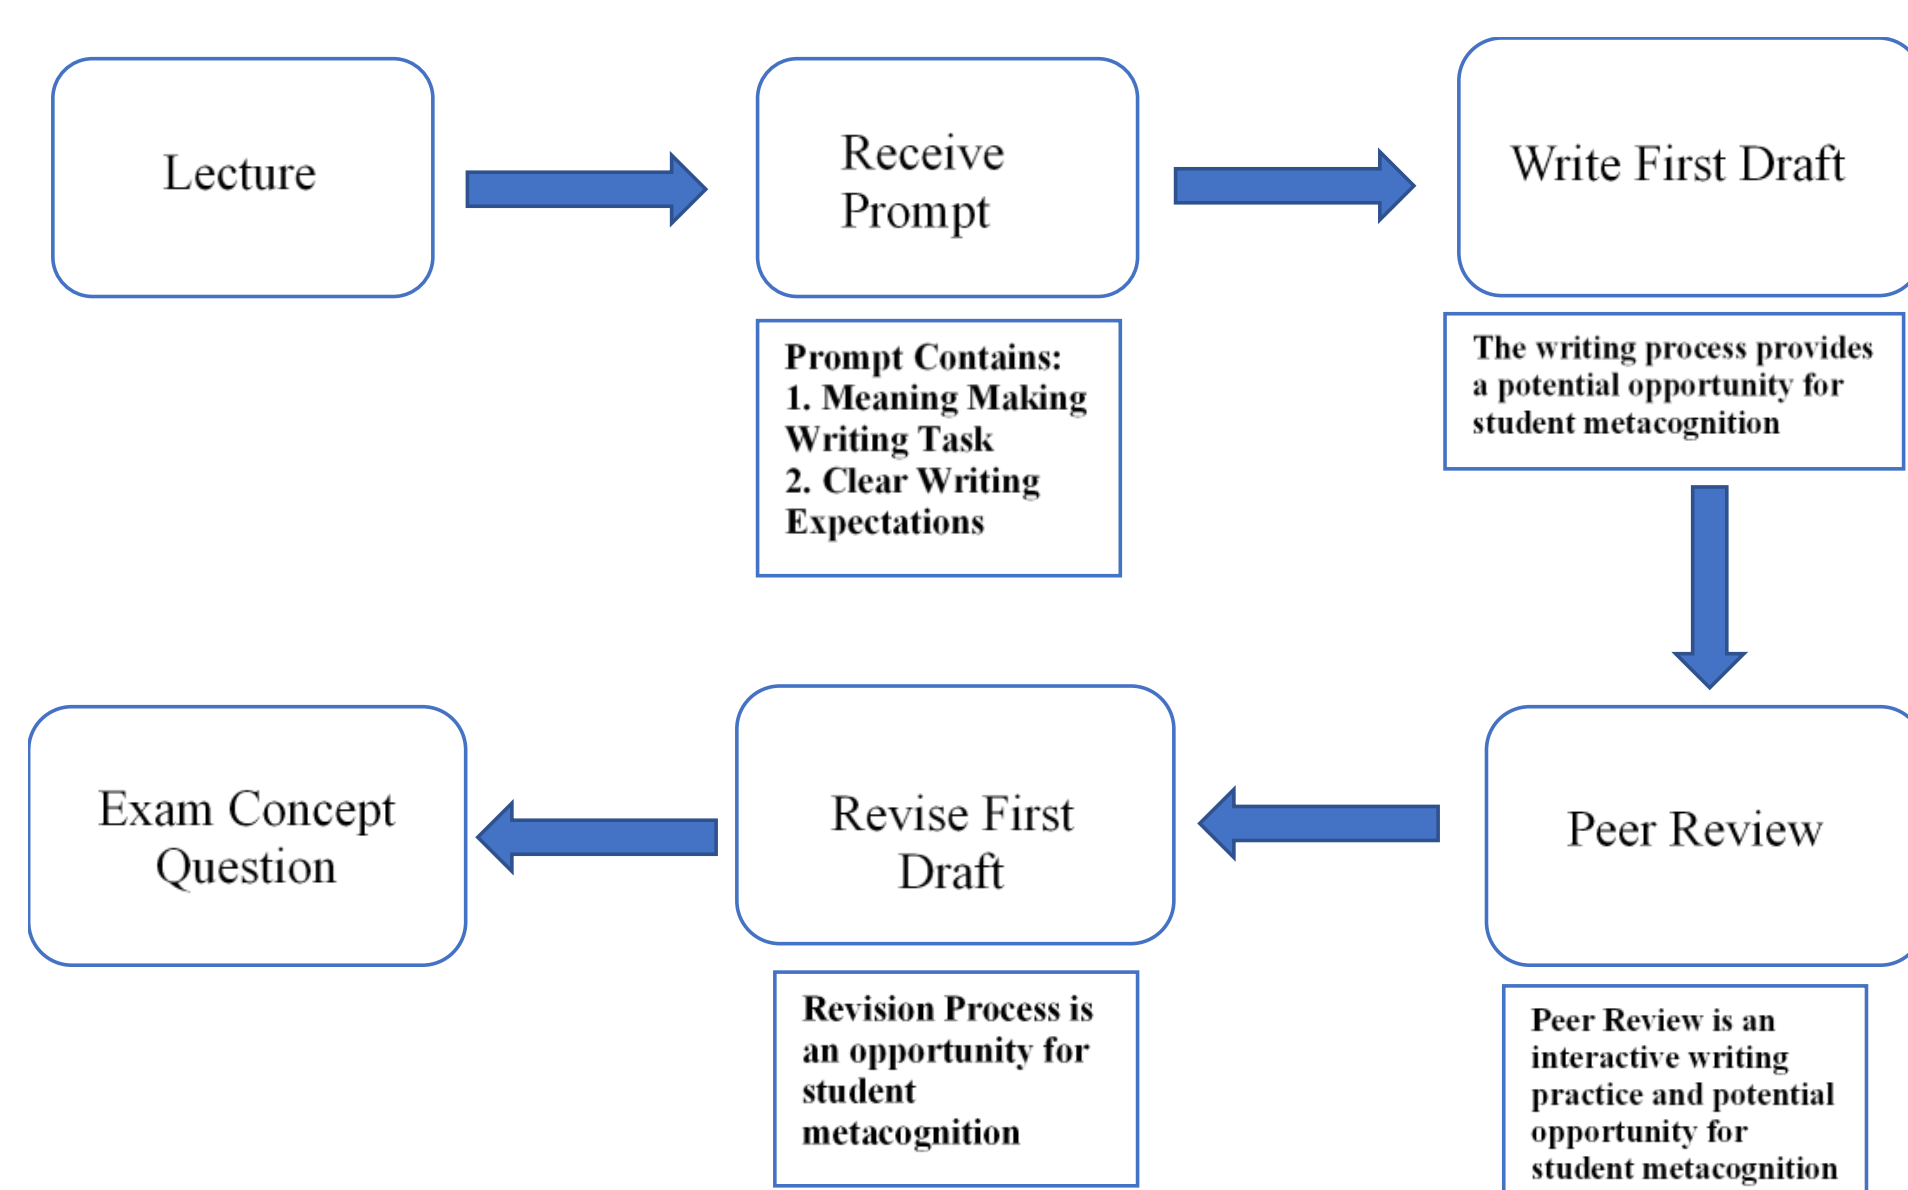 Lecture
Receive
Prompt
Write First Draft
Prompt Contains:
1. Meaning Making
Writing Task
2. Clear Writing
Expectations
The writing process provides
a potential opportunity for
student metacognition
Exam Concept
Question
Revise First
Draft
Peer Review
Revision Process is
an opportunity for
student
metacognition
Peer Review is an
interactive writing
practice and potential
opportunity for
student metacognition